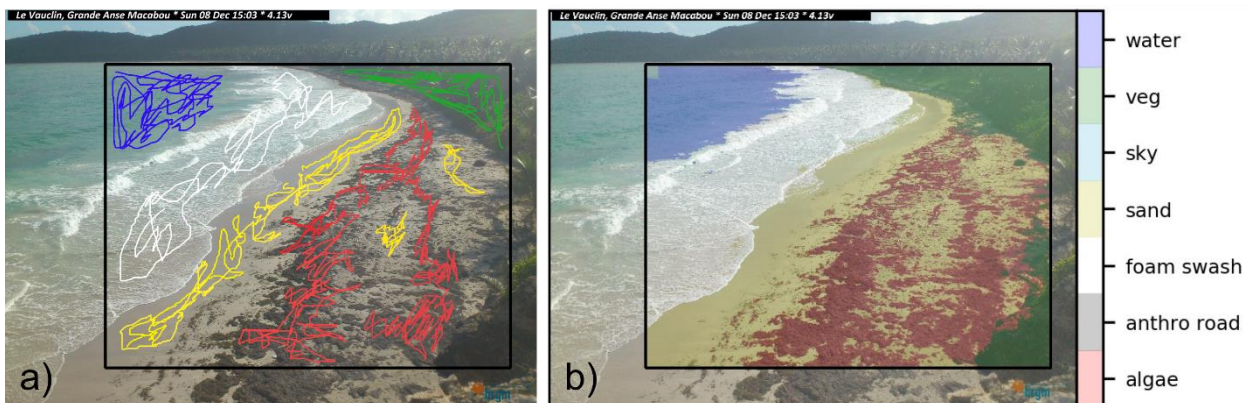 Le Vauclin, Grande Anse Macabou * Sun 08 Dec 15:03 * 4.13v
Le Vauclin, Grande Anse Macabou * Sun 08 Dec 15:03 * 4.13v
water
veg
sky
sand
foam swash
anthro road
algae
a)
b)